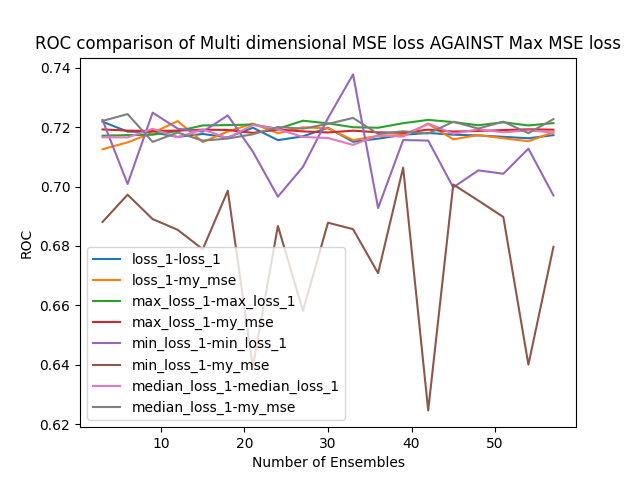 ROC comparison of Multi dimensional MSE loss AGAINST Max MSE loss
0.74
0.72
0.70
0.68
0.66
0.64
0.62
ROC
loss_1-loss_1
loss_1-my_mse
max_loss_1-max_loss_1
max_loss_1-my_mse
min_loss_1-min_loss_1
min_loss_1-my_mse
median_loss_1-median_loss_1
median_loss_1-my_mse
10 20 30 40 50
Number of Ensembles